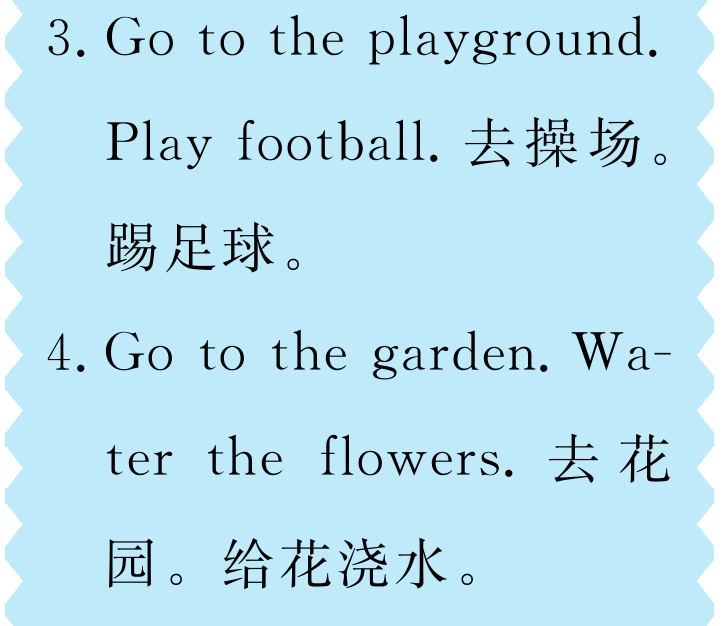 3. Go to the playground.
Play football. 去操场。
踢足球。
4. Go to the garden. Wa-
ter the flowers. 去花
园。给花浇水。